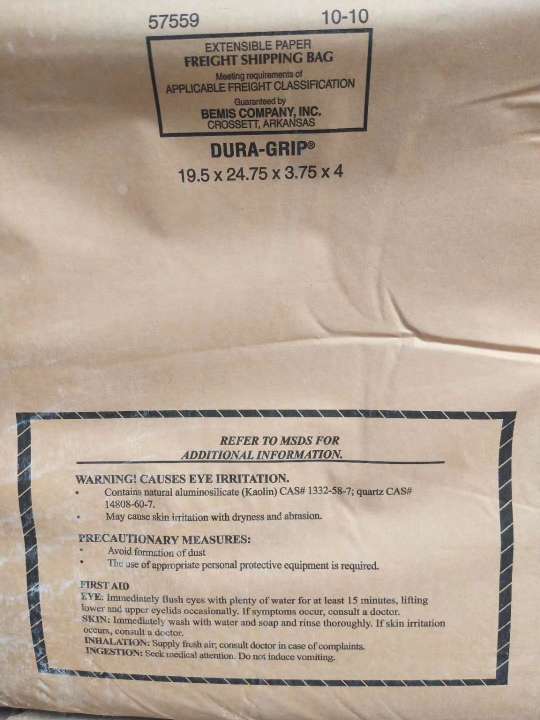 57559 10-10
EXTENSIBLE PAPER
FREIGHT SHIPPING BAG
Meeting requirements of
APPLICABLE FREIGHT CLASSIFICATION
Guaranteed by
BEMIS COMPANY, INC.
CROSSETT, ARKANSAS
DURA-GRIP®
19.5 x 24.75 x 3.75 x 4
REFER TO MSDS FOR
ADDITIONAL INFORMATION.
WARNING! CAUSES EYE IRRITATION.
• Contains natural aluminosilicate (Kaolin) CAS# 1332-58-7; quartz CAS#
14808-60-7.
• May cause skin irritation with dryness and abrasion.
PRECAUTIONARY MEASURES:
• Avoid formation of dust
• The use of appropriate personal protective equipment is required.
FIRST AID
EYE: Immediately flush eyes with plenty of water for at least 15 minutes, lifting
lower and upper eyelids occasionally. If symptoms occur, consult a doctor.
SKIN: Immediately wash with water and soap and rinse thoroughly. If skin irritation
occurs, consult a doctor.
INHALATION: Supply fresh air; consult doctor in case of complaints.
INGESTION: Seek medical attention. Do not induce vomiting.